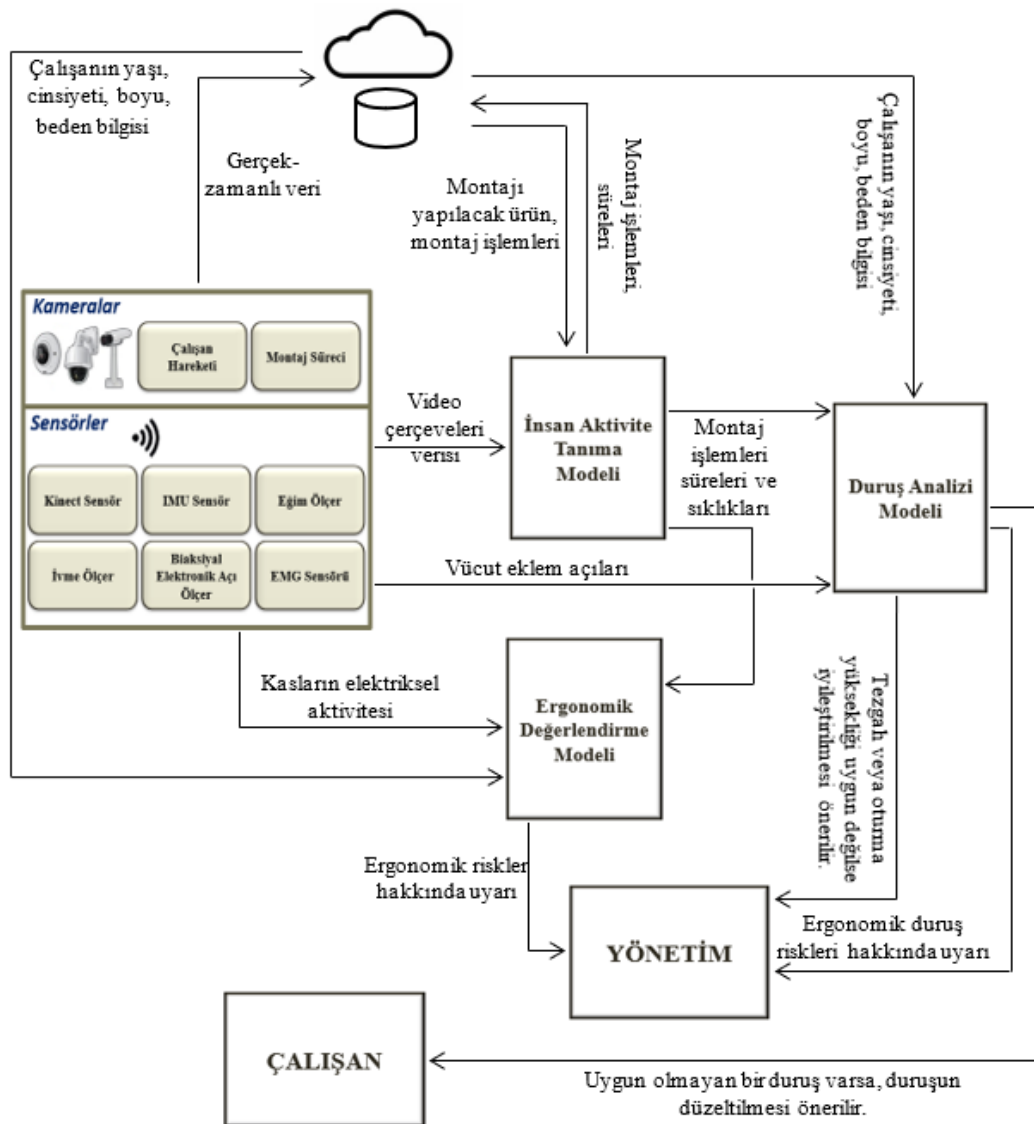 Çalışanın yaşı,
cinsiyeti, boyu,
beden bilgisi
Gerçek-
zamanlı veri
Montajı
yapılacak ürün,
montaj işlemleri
Montaj işlemleri,
süreleri
Çalışanın yaşı, cinsiyeti,
boyu, beden bilgisi
Kameralar
Çalışan
Hareketi
Montaj Süreci
Sensörler
Kinect Sensör
IMU Sensör
Eğim Ölçer
İvme Ölçer
Biaksiyal
Elektronik Açı
Ölçer
EMG Sensörü
Video
çerçeveleri
verisi
İnsan Aktivite
Tanıma
Modeli
Montaj
işlemleri
süreleri ve
sıklıkları
Duruş Analizi
Modeli
Vücut eklem açıları
Kasların elektriksel
aktivitesi
Ergonomik
Değerlendirme
Modeli
Tezgah veya oturma
yüksekliği uygun değilse
iyileştirilmesi önerilir.
Ergonomik riskler
hakkında uyarı
YÖNETİM
Ergonomik duruş
riskleri hakkında uyarı
ÇALIŞAN
Uygun olmayan bir duruş varsa, duruşun
düzeltilmesi önerilir.